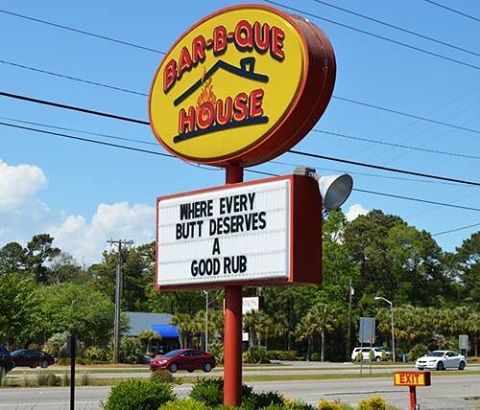 BAR-B-QUE
HOUSE
WHERE EVERY
BUTT DESERVES
A
GOOD RUB
EXIT